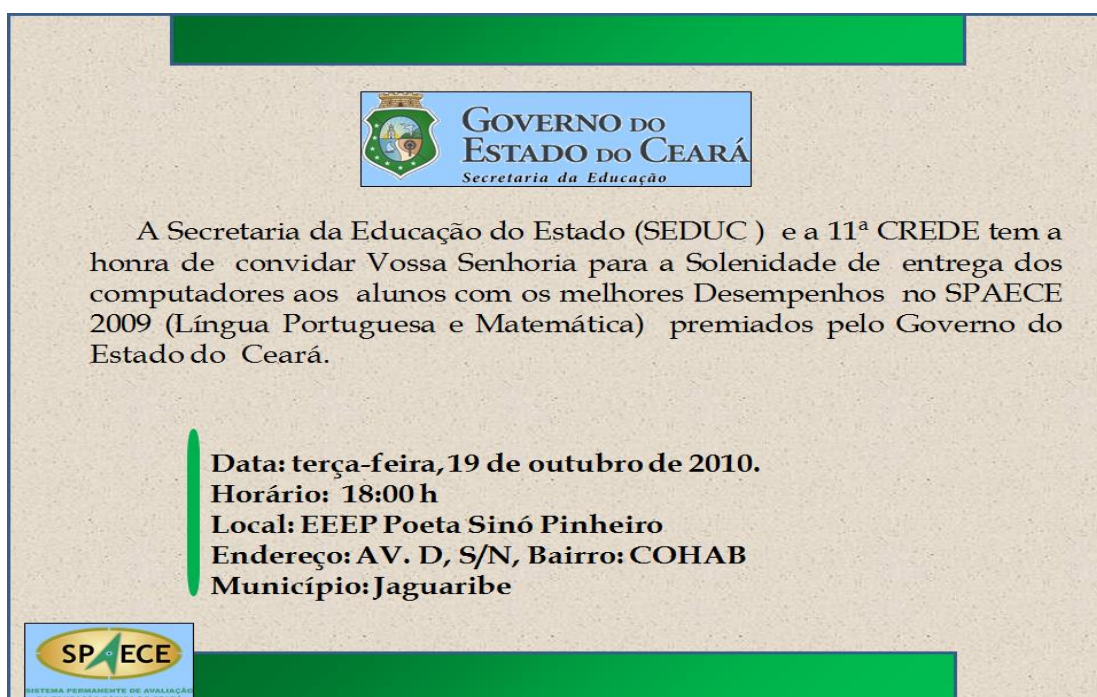 GOVERNO DO
ESTADO DO CEARÁ
Secretaria da Educação
A Secretaria da Educação do Estado (SEDUC ) e a 11ª CREDE tem a
honra de convidar Vossa Senhoria para a Solenidade de entrega dos
computadores aos alunos com os melhores Desempenhos no SPAECE
2009 (Língua Portuguesa e Matemática) premiados pelo Governo do
Estado do Ceará.
Data: terça-feira, 19 de outubro de 2010.
Horário: 18:00 h
Local: EEEP Poeta Sinó Pinheiro
Endereço: AV. D, S/N, Bairro: COHAB
Município: Jaguaribe
SPAECE
SISTEMA PERMANENTE DE AVALIAÇÃO